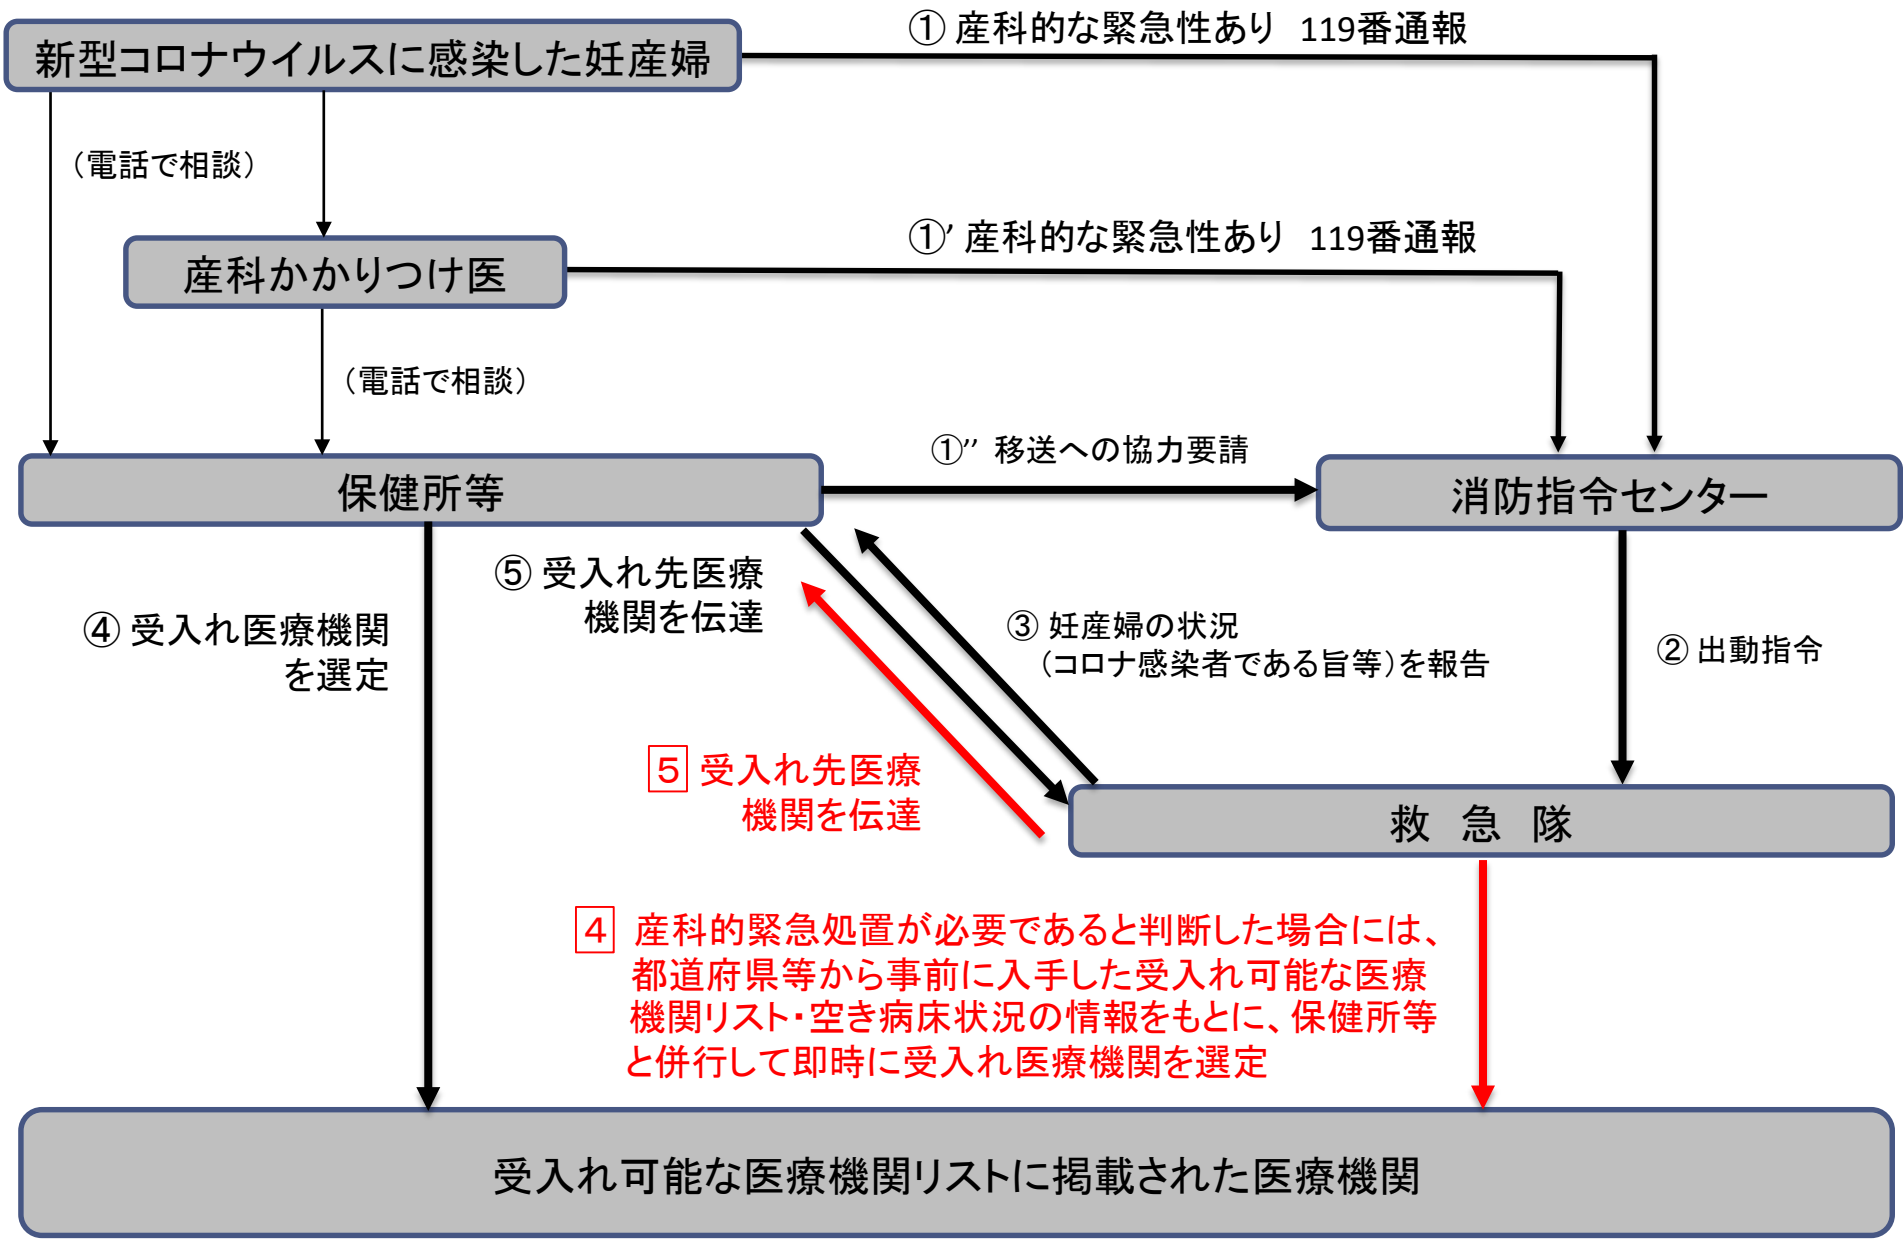 ① 産科的な緊急性あり　119番通報
新型コロナウイルスに感染した妊産婦
（電話で相談）
①’ 産科的な緊急性あり　119番通報
産科かかりつけ医
（電話で相談）
①’’ 移送への協力要請
保健所等
消防指令センター
⑤ 受入れ先医療
機関を伝達
④ 受入れ医療機関
を選定
③ 妊産婦の状況
（コロナ感染者である旨等）を報告
② 出動指令
５ 受入れ先医療
機関を伝達
救　急　隊
４ 産科的緊急処置が必要であると判断した場合には、
都道府県等から事前に入手した受入れ可能な医療
機関リスト・空き病床状況の情報をもとに、保健所等
と併行して即時に受入れ医療機関を選定
受入れ可能な医療機関リストに掲載された医療機関